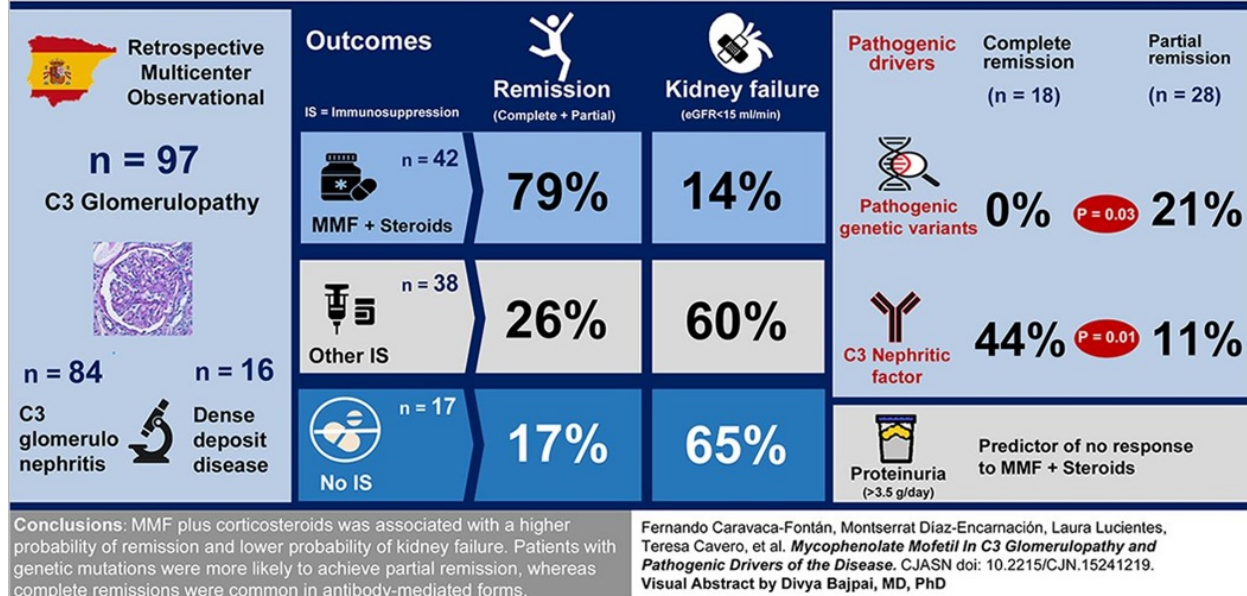 Retrospective
Multicenter
Observational
n = 97
C3 Glomerulopathy
n = 84
n = 16
C3
glomerulo
nephritis
Dense
deposit
disease
Outcomes
IS = Immunosuppression
Remission
(Complete + Partial)
Kidney failure
(eGFR<15 ml/min)
n = 42
MMF + Steroids
79%
14%
n = 38
Other IS
26%
60%
n = 17
No IS
17%
65%
Pathogenic
drivers
Complete
remission
(n = 18)
Partial
remission
(n = 28)
Pathogenic
genetic variants
0%
P = 0.03
21%
C3 Nephritic
factor
44%
P = 0.01
11%
Proteinuria
(>3.5 g/day)
Predictor of no response
to MMF + Steroids
Conclusions: MMF plus corticosteroids was associated with a higher
probability of remission and lower probability of kidney failure. Patients with
genetic mutations were more likely to achieve partial remission, whereas
complete remissions were common in antibody-mediated forms.
Fernando Caravaca-Fontán, Montserrat Díaz-Encarnación, Laura Lucientes,
Teresa Cavero, et al. Mycophenolate Mofetil In C3 Glomerulopathy and
Pathogenic Drivers of the Disease. CJASN doi: 10.2215/CJN.15241219.
Visual Abstract by Divya Bajpai, MD, PhD